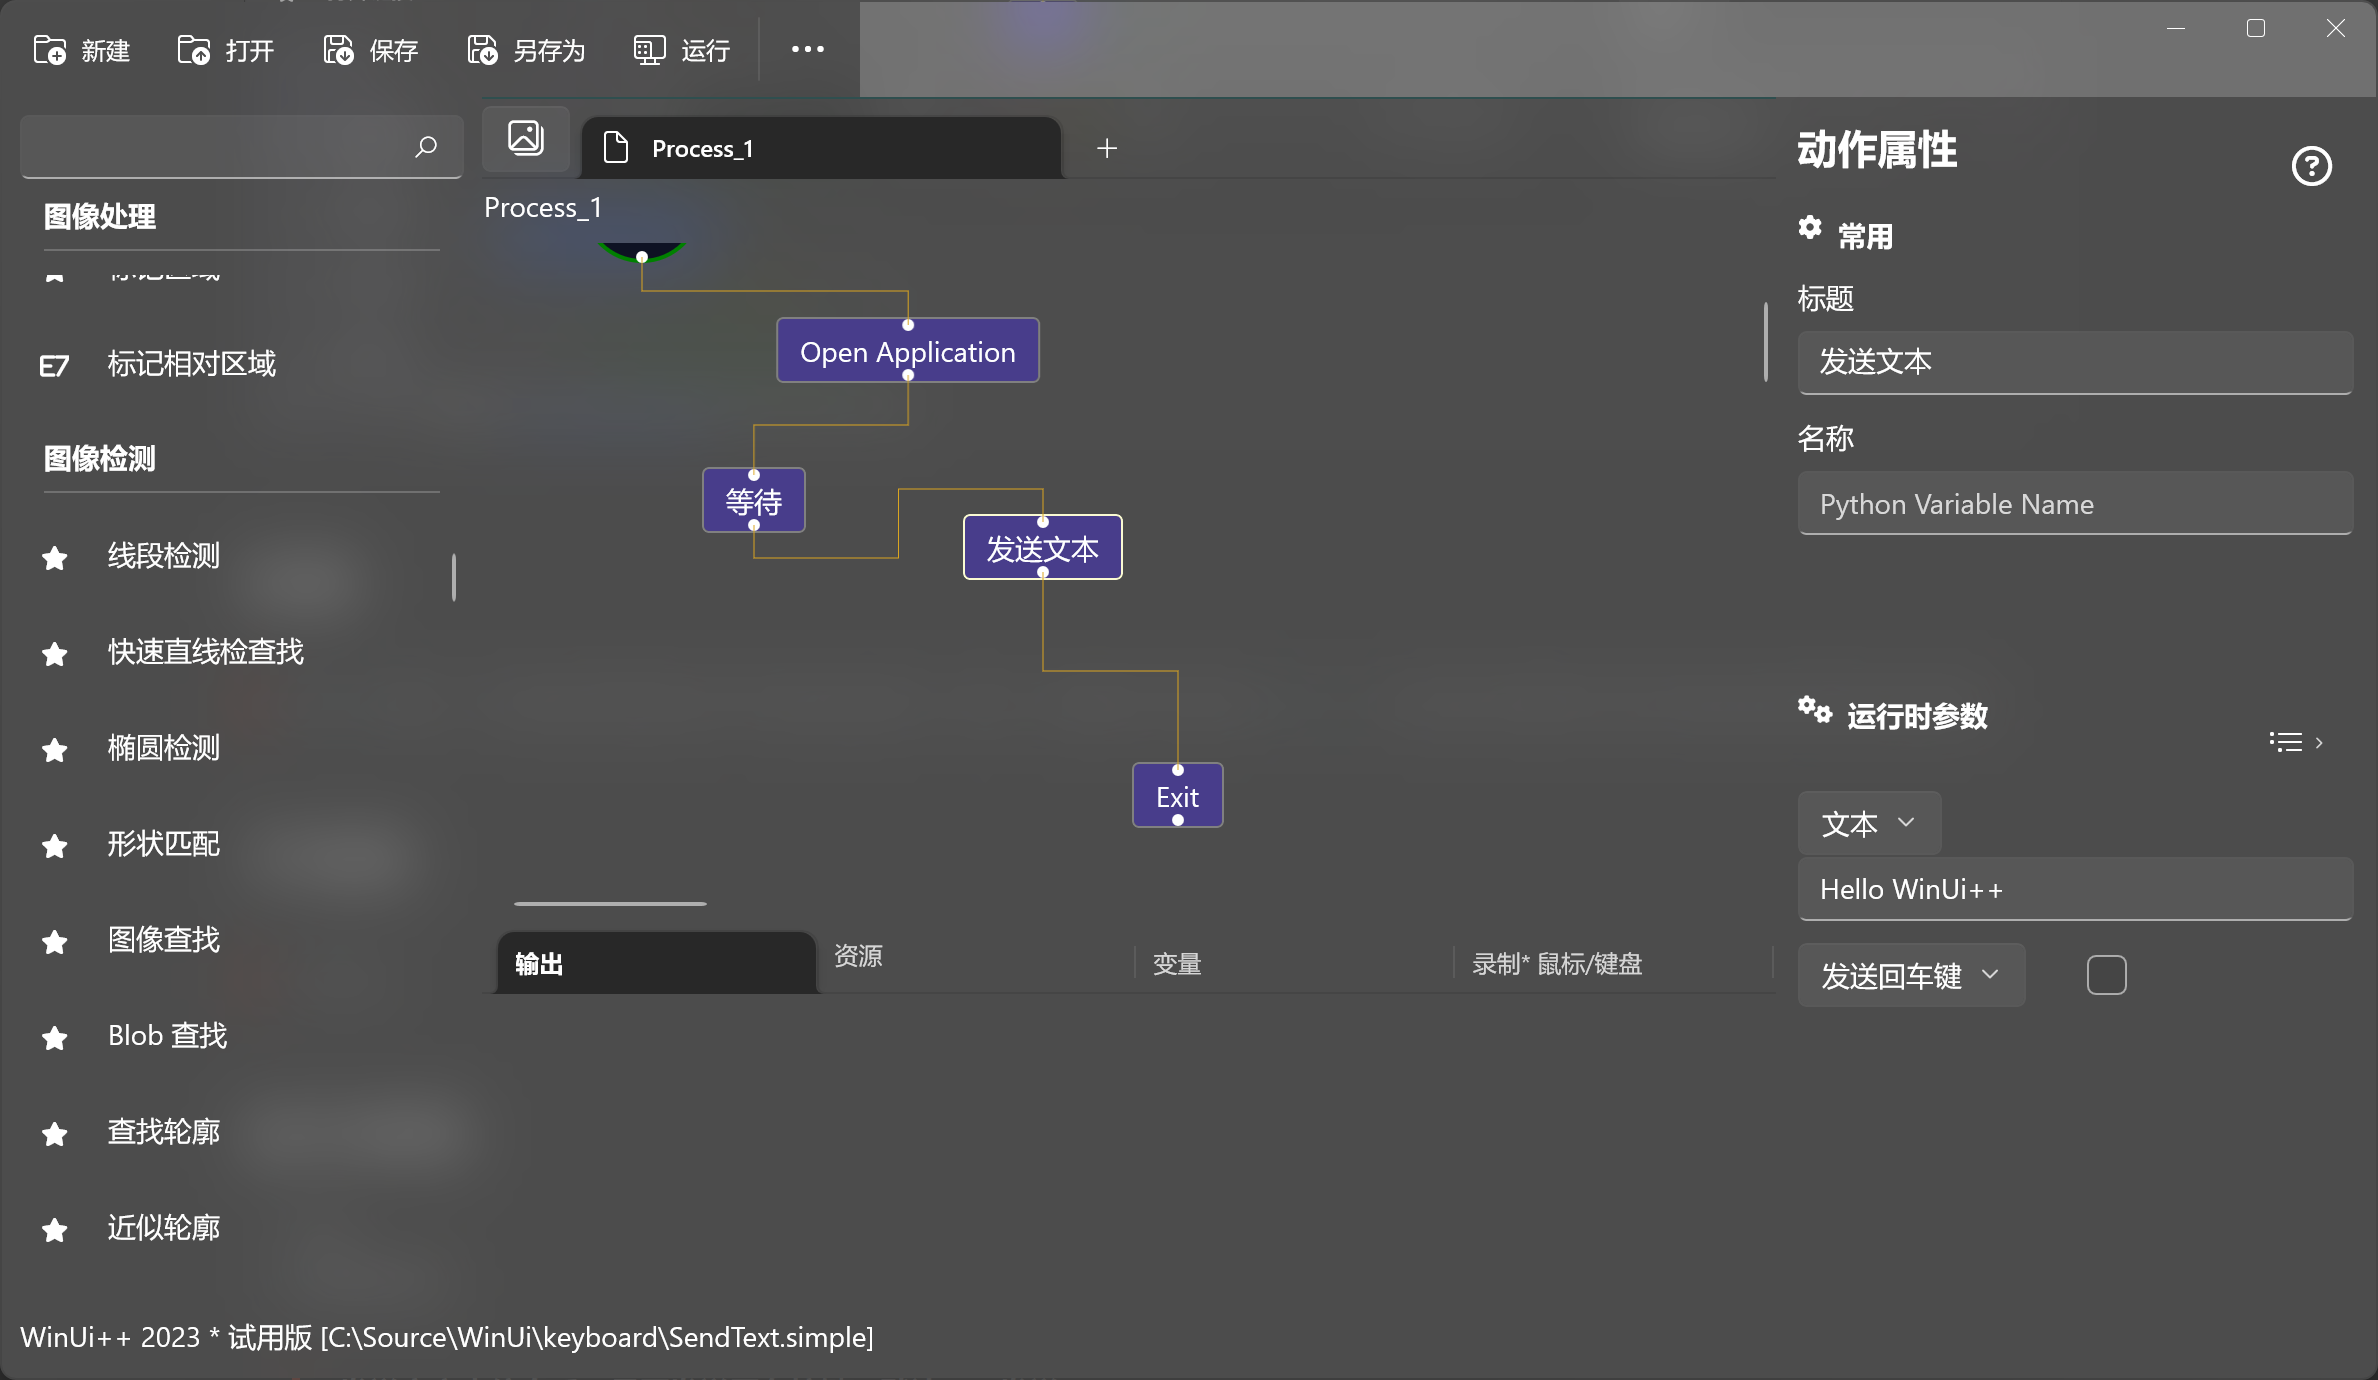 新建
打开
保存
另存为
运行
图像处理
标记区域
E7 标记相对区域
图像检测
线段检测
快速直线检查找
椭圆检测
形状匹配
图像查找
Blob 查找
查找轮廓
近似轮廓
Process_1
Process_1
Open Application
等待
发送文本
Exit
输出
资源
变量
录制* 鼠标/键盘
动作属性
常用
标题
发送文本
名称
Python Variable Name
运行时参数
文本
Hello WinUi++
发送回车键
WinUi++ 2023 * 试用版 [C:\Source\WinUi\keyboard\SendText.simple]